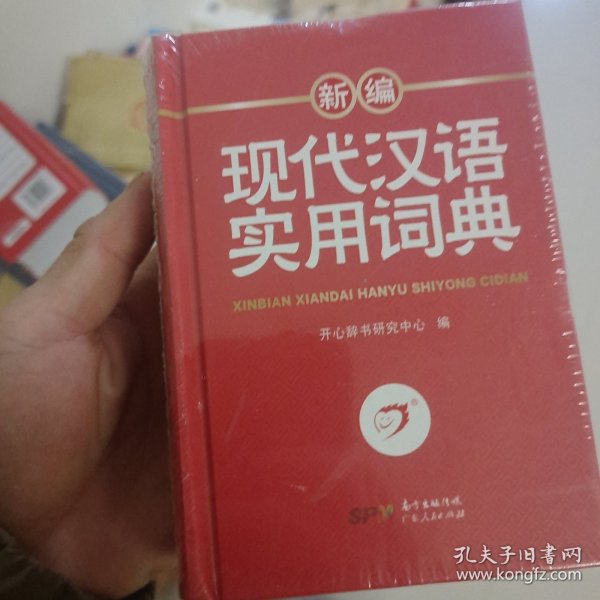 新编
现代汉语
实用词典
XINBIAN XIANDAI HANYU SHIYONG CIDIAN
开心辞书研究中心 编
®
SPM 南方出版传媒
广东人民出版社
孔夫子旧书网
www.kongfz.com